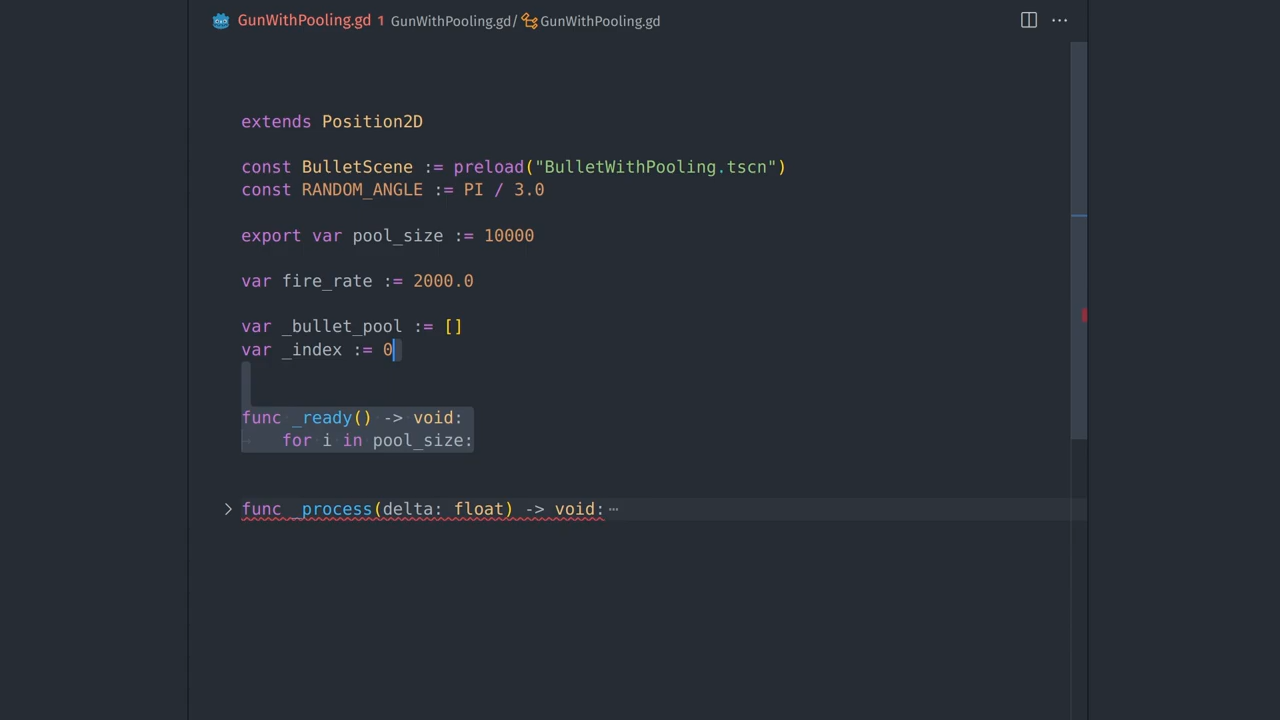 GunWithPooling.gd 1 GunWithPooling.gd/ GunWithPooling.gd ···
extends Position2D
const BulletScene := preload("BulletWithPooling.tscn")
const RANDOM_ANGLE := PI / 3.0
export var pool_size := 10000
var fire_rate := 2000.0
var _bullet_pool := []
var _index := 0
func _ready() -> void:
for i in pool_size:
func _process(delta: float) -> void: ···